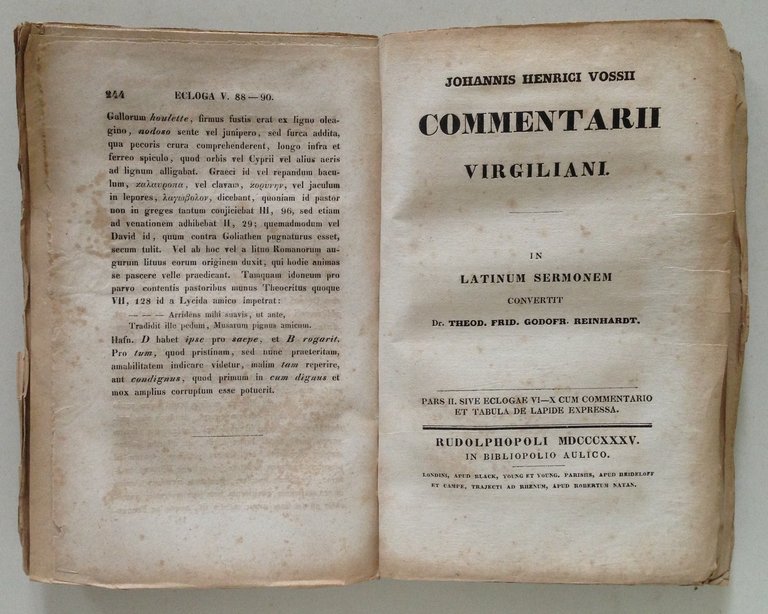 244 ECLOGA V. 88—90.
Gallorum houlette, firmus fustis erat ex ligno olea-
gino, nodoso sente vel junipero, sed furca addita,
qua pecoris crura comprehenderent, longo infra et
ferreo spiculo, quod orbis vel Cyprii vel alius aeris
ad lignum alligabat. Graeci id vel repandum bacu-
lum, καλαυροπα, vel clavam, κορυνην, vel jaculum
in lepores, λαγωβολον, dicebant, quoniam id pastor
non in greges tantum conjiciebat III, 96, sed etiam
ad venationem adhibebat II, 29; quemadmodum vel
David id, quum contra Goliathen pugnaturus esset,
secum tulit. Vel ab hoc vel a lituo Romanorum au-
gurum lituus eorum originem duxit, qui hodie animas
se pascere velle praedicant. Tamquam idoneum pro
parvo contentis pastoribus munus Theocritus quoque
VII, 128 id a Lycida amico impetrat:
— — — Arridens mihi suavis, ut ante,
Tradidit ille pedum, Musarum pignus amicum.
Hafn. D habet ipse pro saepe, et B rogarit.
Pro tum, quod pristinam, sed nunc praeteritam,
amabilitatem indicare videtur, malim tam reperire,
aut condignus, quod primum in cum dignus et
mox amplius corruptum esse potuerit.
JOHANNIS HENRICI VOSSII
COMMENTARII
VIRGILIANI.
IN
LATINUM SERMONEM
CONVERTIT
Dr. THEOD. FRID. GODOFR. REINHARDT.
PARS II. SIVE ECLOGAE VI—X CUM COMMENTARIO
ET TABULA DE LAPIDE EXPRESSA.
RUDOLPHOPOLI MDCCCXXXV.
IN BIBLIOPOLIO AULICO.
LONDINI, APUD BLACK, YOUNG ET YOUNG. PARISIIS, APUD HEIDELOFF
ET CAMPE, TRAJECTI AD RHENUM, APUD ROBERTUM NATAN.